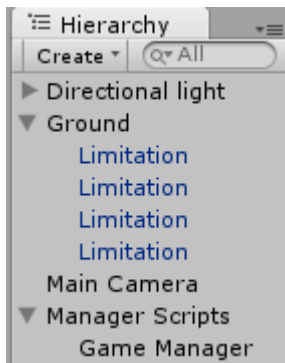 Hierarchy
Create All
Directional light
Ground
Limitation
Limitation
Limitation
Limitation
Main Camera
Manager Scripts
Game Manager